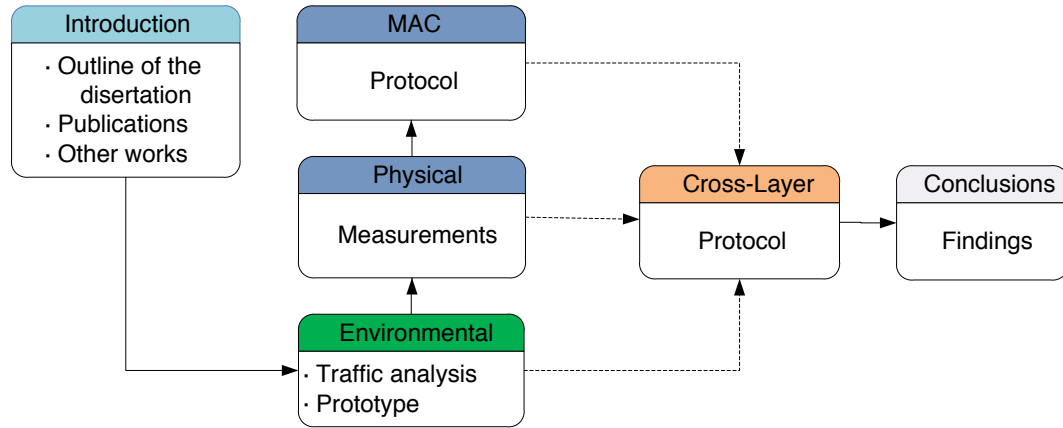 Introduction
· Outline of the
disertation
· Publications
· Other works
MAC
Protocol
Physical
Measurements
Environmental
· Traffic analysis
· Prototype
Cross-Layer
Protocol
Conclusions
Findings